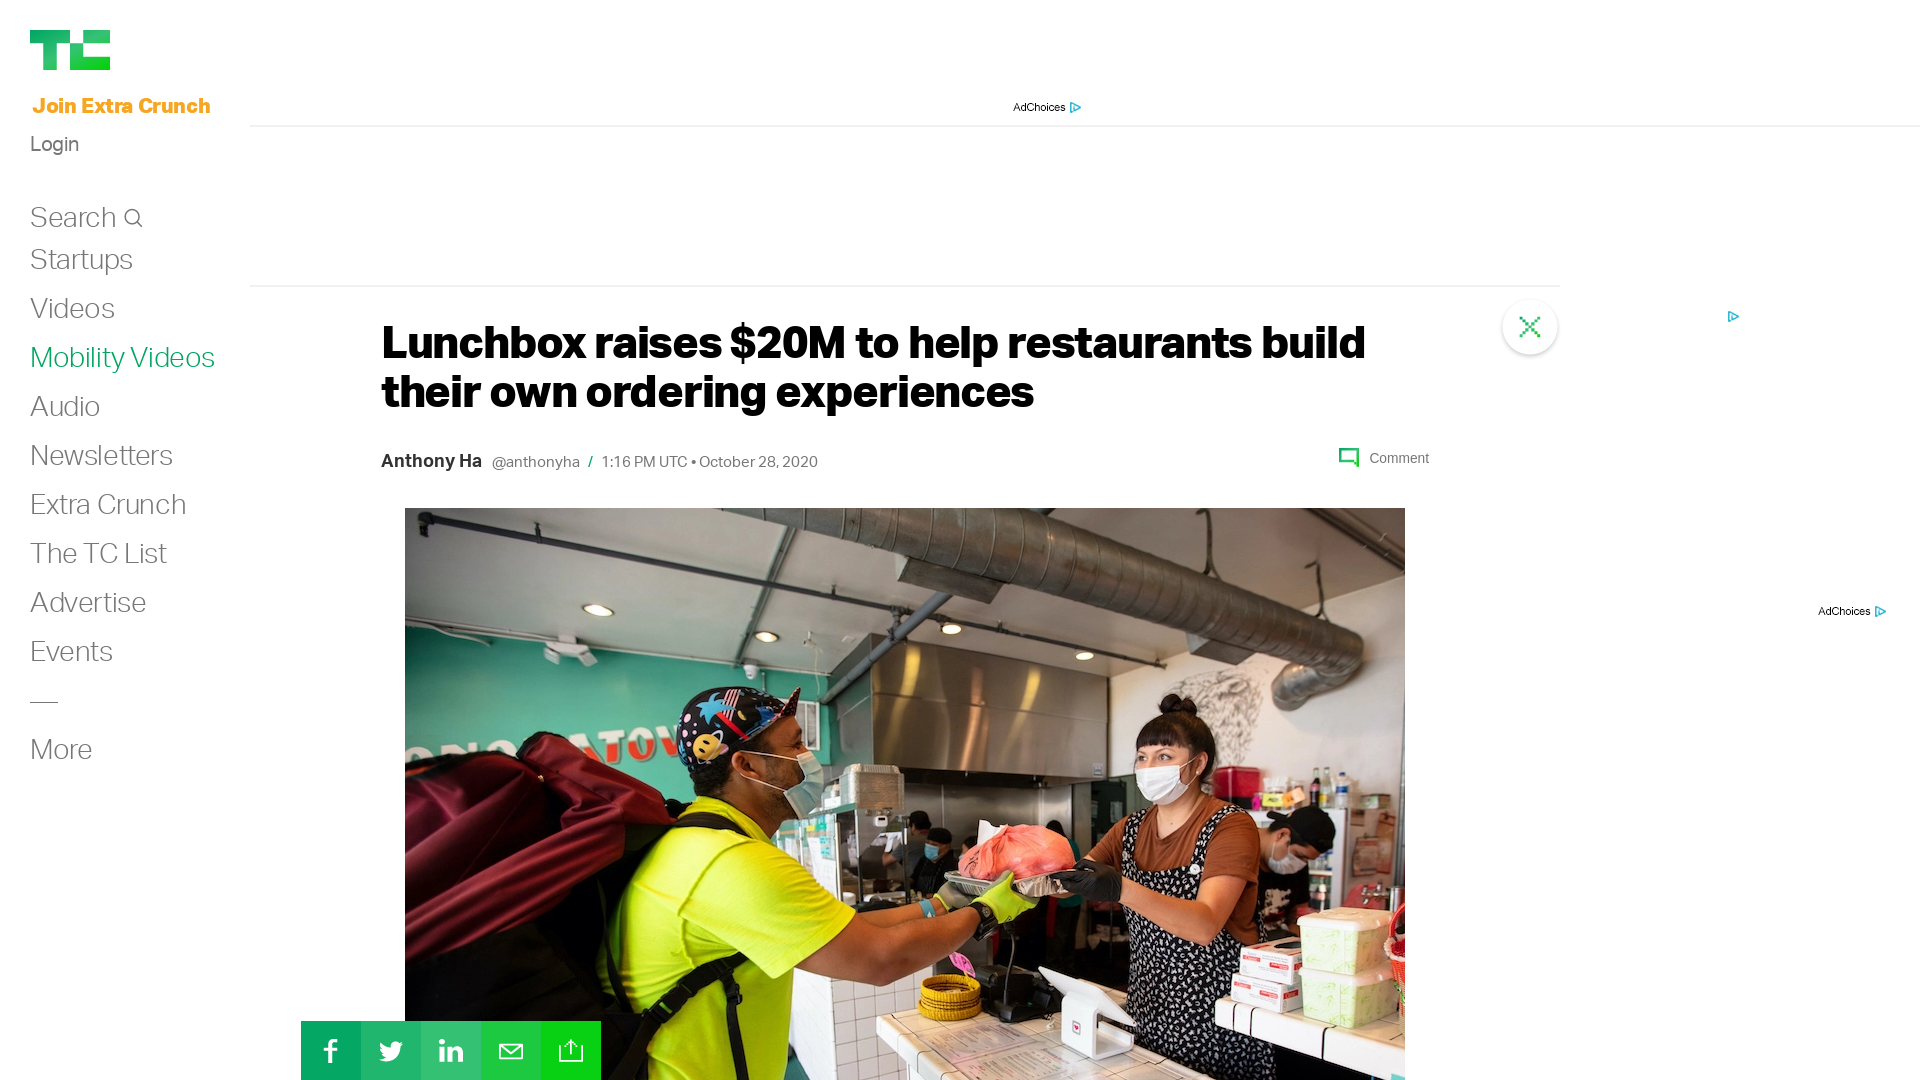 TC
Join Extra Crunch
Login
Search
Startups
Videos
Mobility Videos
Audio
Newsletters
Extra Crunch
The TC List
Advertise
Events
More
AdChoices
Lunchbox raises $20M to help restaurants build
their own ordering experiences
Anthony Ha @anthonyha / 1:16 PM UTC • October 28, 2020
Comment
AdChoices